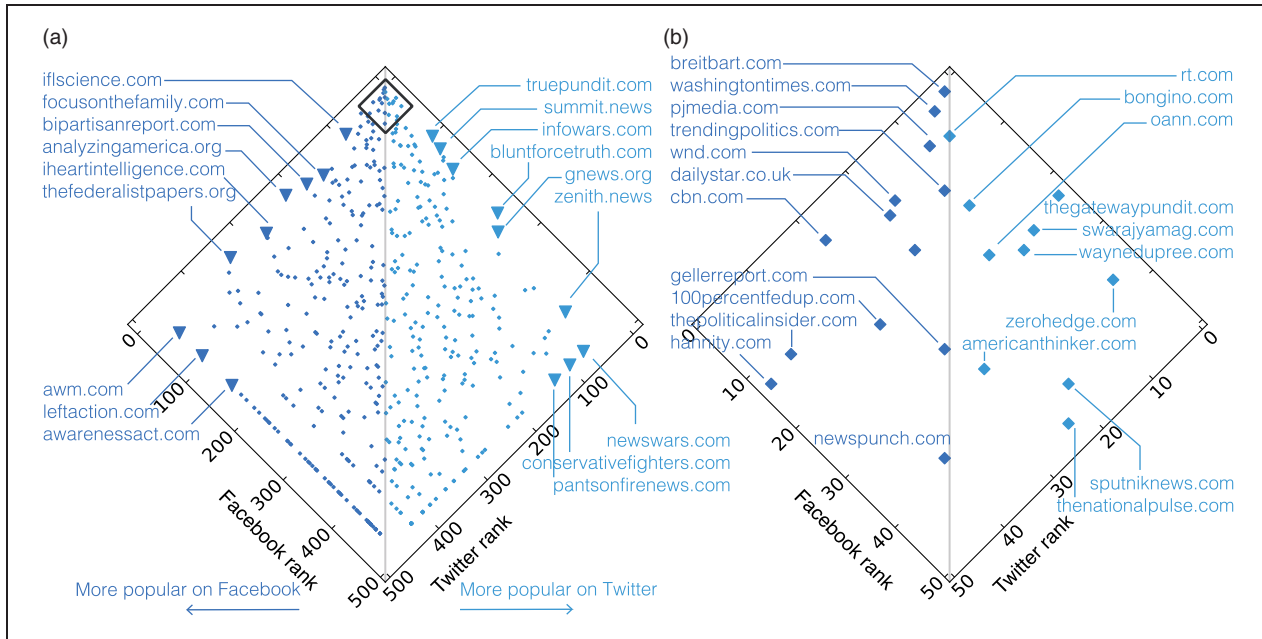 (a)
iflscience.com
focusonthefamily.com
bipartisanreport.com
analyzingamerica.org
iheartintelligence.com
thefederalistpapers.org
truepundit.com
summit.news
infowars.com
bluntforcetruth.com
gnews.org
zenith.news
awm.com
leftaction.com
awarenessact.com
newswars.com
conservativefighters.com
pantsonfirenews.com
0
100
200
300
400
500
Facebook rank
0
100
200
300
400
500
Twitter rank
More popular on Facebook
More popular on Twitter
(b)
breitbart.com
washingtontimes.com
pjmedia.com
trendingpolitics.com
wnd.com
dailystar.co.uk
cbn.com
gellerreport.com
100percentfedup.com
thepoliticalinsider.com
hannity.com
newspunch.com
rt.com
bongino.com
oann.com
thegatewaypundit.com
swarajyamag.com
waynedupree.com
zerohedge.com
americanthinker.com
sputniknews.com
thenationalpulse.com
0
10
20
30
40
50
Facebook rank
0
10
20
30
40
50
Twitter rank